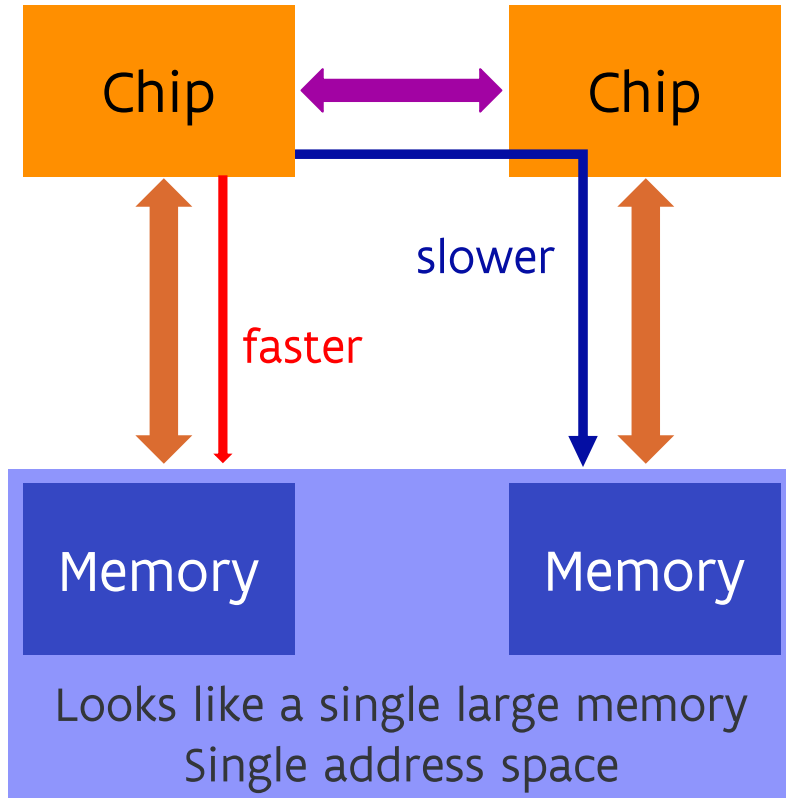 Chip
Chip
slower
faster
Memory
Memory
Looks like a single large memory
Single address space